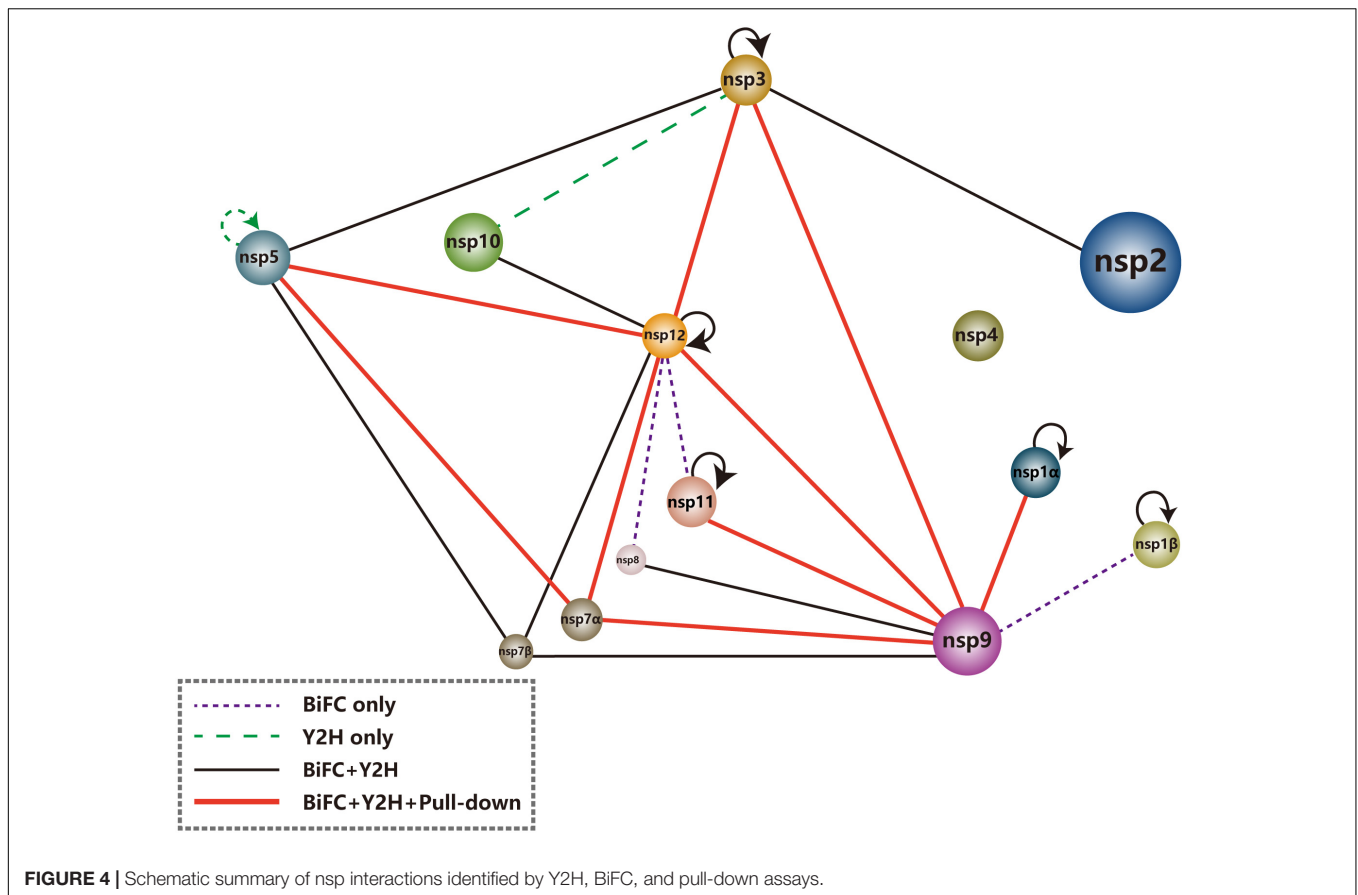 nsp3
nsp10
nsp5
nsp2
nsp12
nsp4
nsp1α
nsp11
nsp1β
nsp8
nsp7α
nsp9
nsp7β
BiFC only
Y2H only
BiFC+Y2H
BiFC+Y2H+Pull-down
FIGURE 4 | Schematic summary of nsp interactions identified by Y2H, BiFC, and pull-down assays.